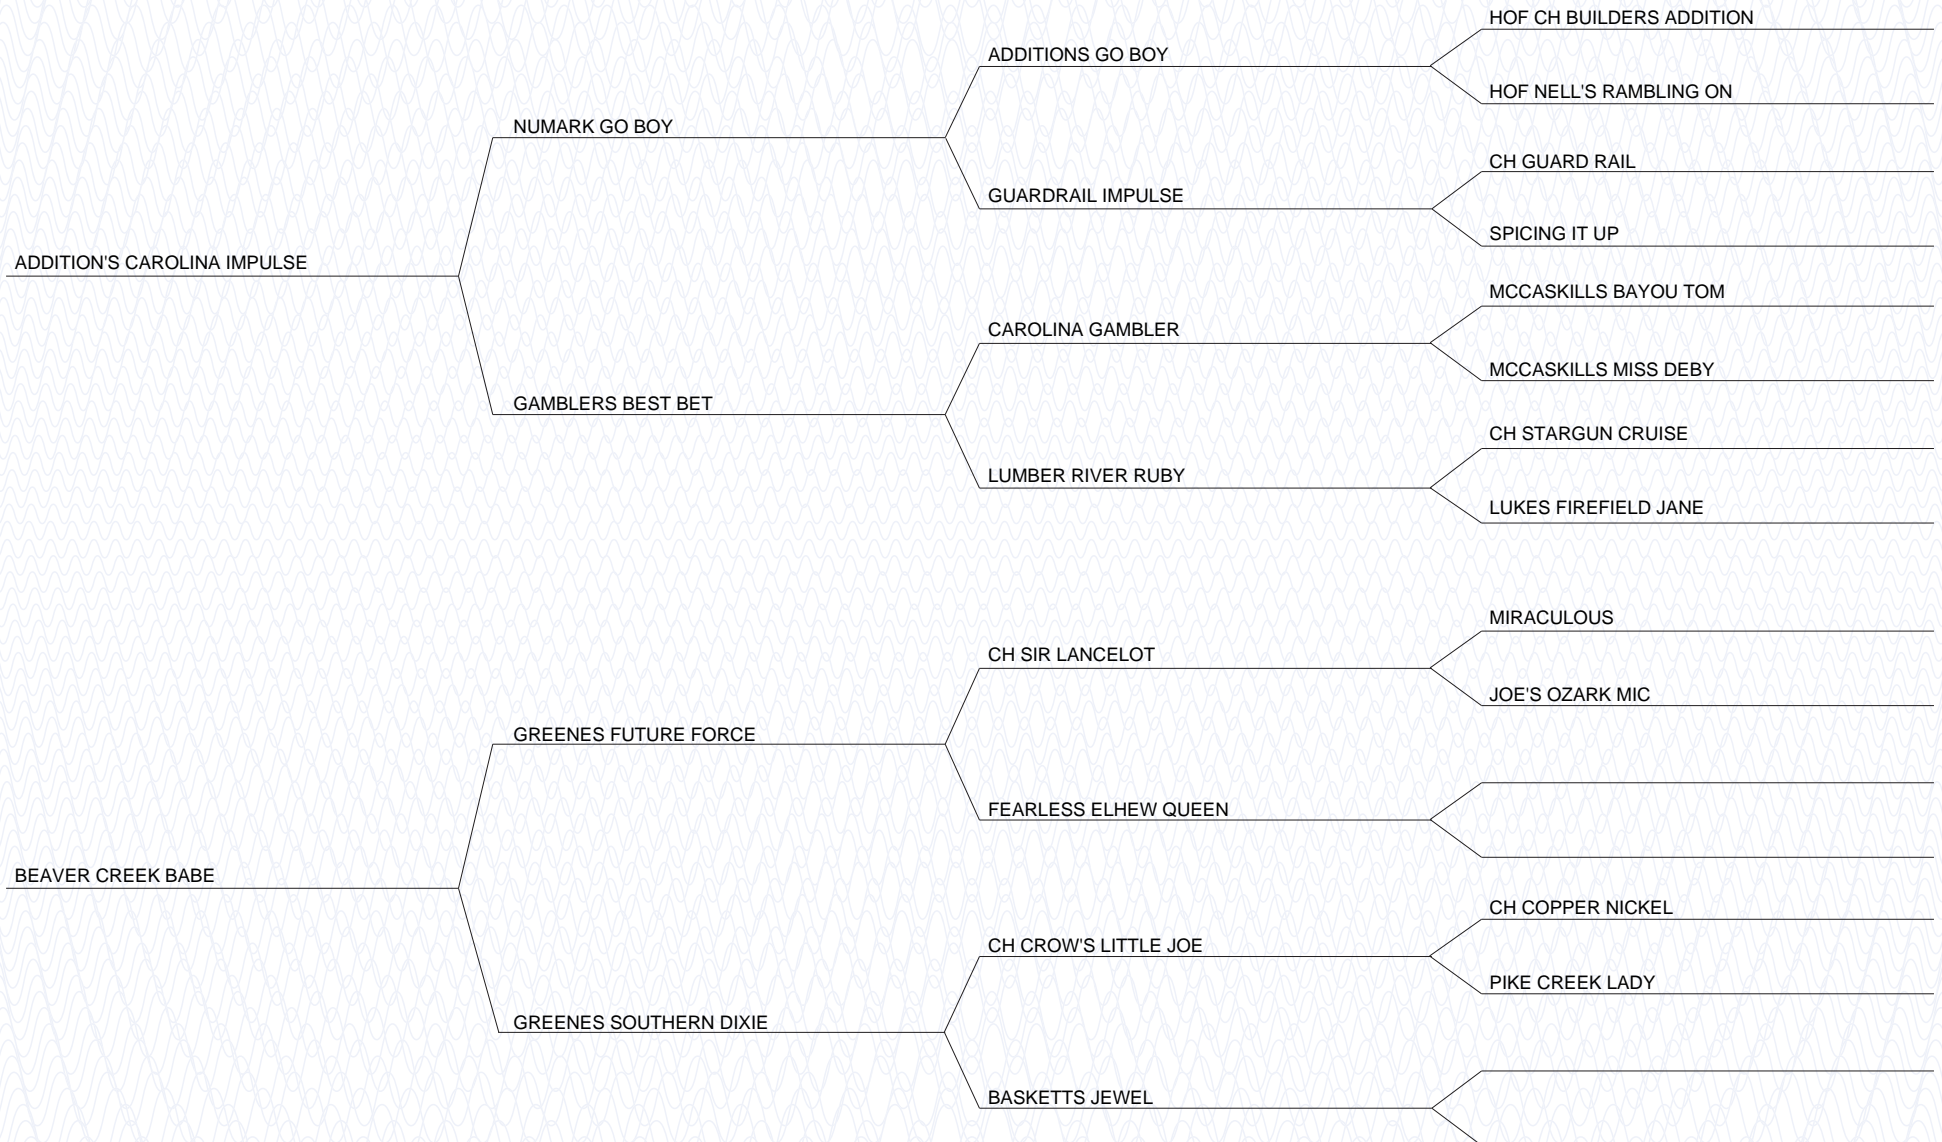 HOF CH BUILDERS ADDITION
ADDITIONS GO BOY
HOF NELL'S RAMBLING ON
NUMARK GO BOY
CH GUARD RAIL
GUARDRAIL IMPULSE
SPICING IT UP
ADDITION'S CAROLINA IMPULSE
MCCASKILLS BAYOU TOM
CAROLINA GAMBLER
MCCASKILLS MISS DEBY
GAMBLERS BEST BET
CH STARGUN CRUISE
LUMBER RIVER RUBY
LUKES FIREFIELD JANE
MIRACULOUS
CH SIR LANCELOT
JOE'S OZARK MIC
GREENES FUTURE FORCE
FEARLESS ELHEW QUEEN
BEAVER CREEK BABE
CH COPPER NICKEL
CH CROW'S LITTLE JOE
PIKE CREEK LADY
GREENES SOUTHERN DIXIE
BASKETTS JEWEL